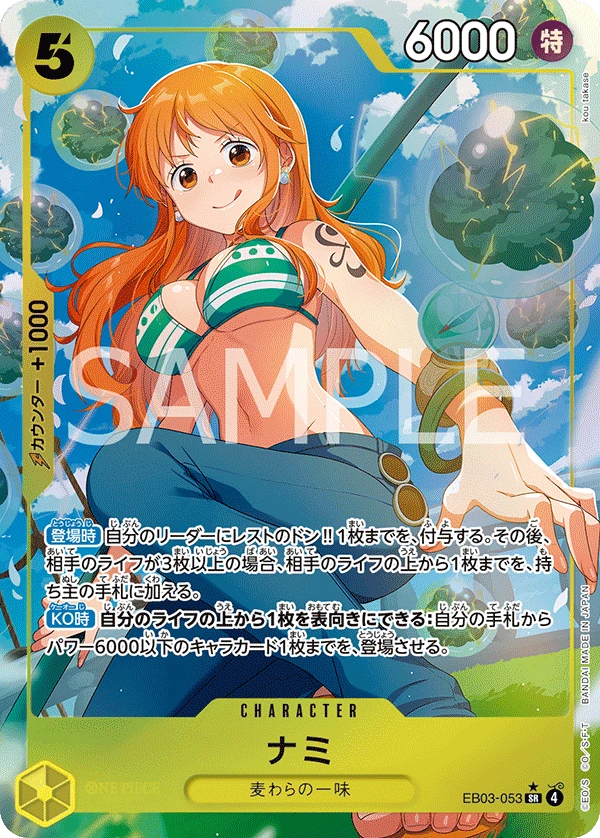 5
6000 特
kou takase
カウンター +1000
SAMPLE
登場時 自分のリーダーにレストのドン!!1枚までを、付与する。その後、
相手のライフが3枚以上の場合、相手のライフの上から1枚までを、持
ち主の手札に加える。
KO時 自分のライフの上から1枚を表向きにできる:自分の手札から
パワー6000以下のキャラカード1枚までを、登場させる。
CHARACTER
ナミ
麦わらの一味
ONE PIECE
EB03-053 SR 4
©E.O/S ©O/S・F・T BANDAI MADE IN JAPAN